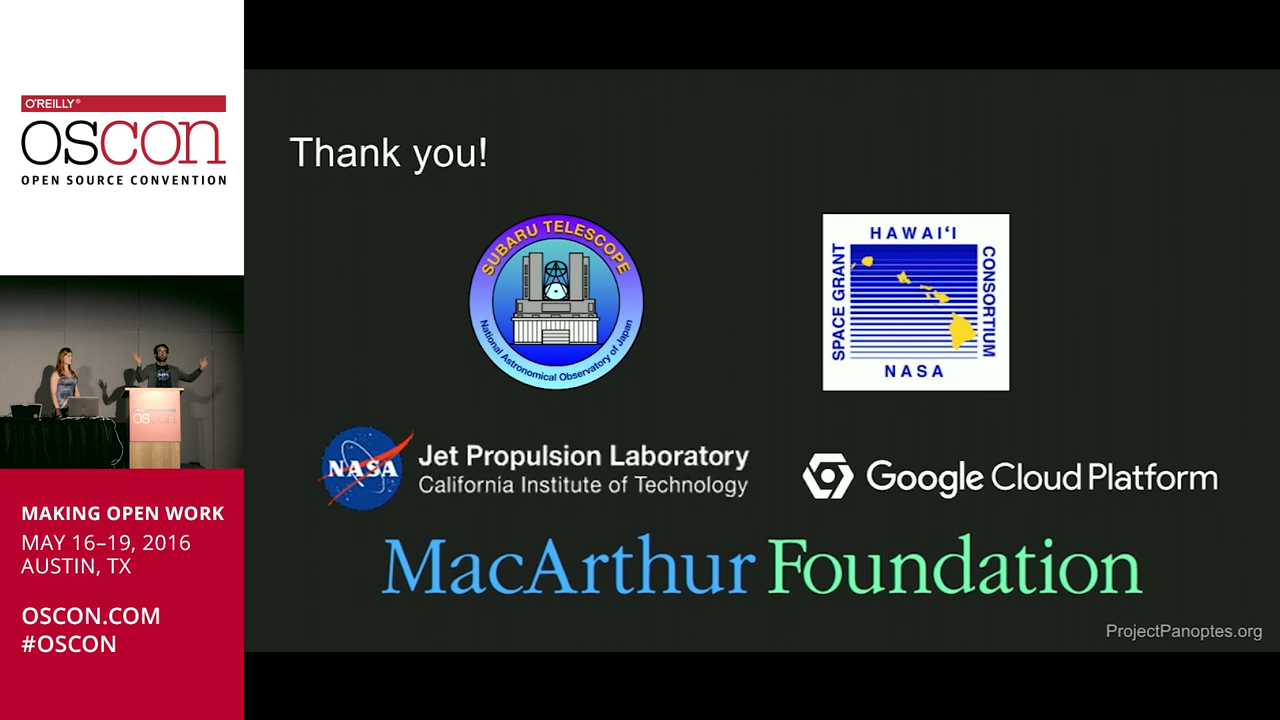 O'REILLY®
OSCON
OPEN SOURCE CONVENTION
OSCON
MAKING OPEN WORK
MAY 16–19, 2016
AUSTIN, TX
OSCON.COM
#OSCON
Thank you!
SUBARU TELESCOPE
National Astronomical Observatory of Japan
HAWAIʻI
SPACE GRANT
CONSORTIUM
NASA
NASA
Jet Propulsion Laboratory
California Institute of Technology
Google Cloud Platform
MacArthur Foundation
ProjectPanoptes.org